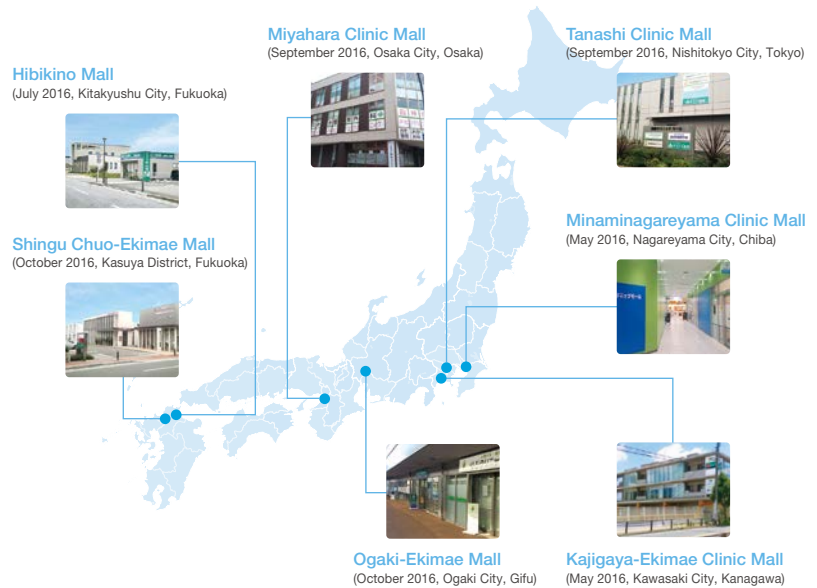 Miyahara Clinic Mall
(September 2016, Osaka City, Osaka)
Tanashi Clinic Mall
(September 2016, Nishitokyo City, Tokyo)
Hibikino Mall
(July 2016, Kitakyushu City, Fukuoka)
Minaminagareyama Clinic Mall
(May 2016, Nagareyama City, Chiba)
Shingu Chuo-Ekimae Mall
(October 2016, Kasuya District, Fukuoka)
Ogaki-Ekimae Mall
(October 2016, Ogaki City, Gifu)
Kajigaya-Ekimae Clinic Mall
(May 2016, Kawasaki City, Kanagawa)